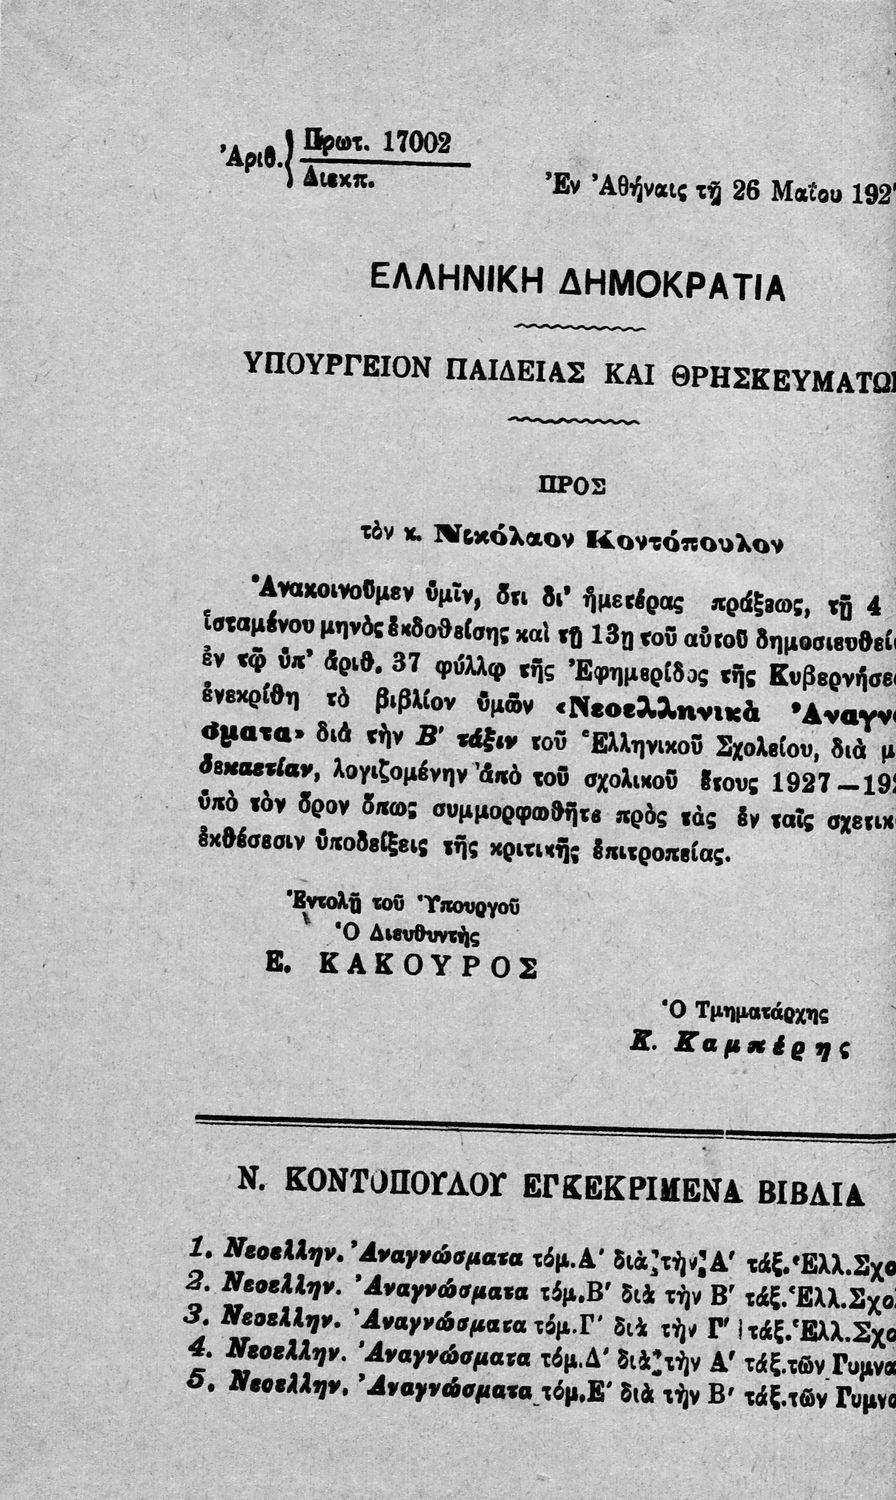 Ἀριθ. { Πρωτ. 17002
Διεκπ.
Ἐν Ἀθήναις τῇ 26 Μαΐου 192
ΕΛΛΗΝΙΚΗ ΔΗΜΟΚΡΑΤΙΑ
ΥΠΟΥΡΓΕΙΟΝ ΠΑΙΔΕΙΑΣ ΚΑΙ ΘΡΗΣΚΕΥΜΑΤΩΝ
ΠΡΟΣ
τὸν κ. Νικόλαον Κοντόπουλον
Ἀνακοινοῦμεν ὑμῖν, ὅτι δι' ἡμετέρας πράξεως, τῇ 4
ἱσταμένου μηνὸς ἐκδοθείσης καὶ τῇ 13ῃ τοῦ αὐτοῦ δημοσιευθεί
ἐν τῷ ὑπ' ἀριθ. 37 φύλλῳ τῆς Ἐφημερίδος τῆς Κυβερνήσε
ἐνεκρίθη τὸ βιβλίον ὑμῶν «Νεοελληνικὰ Ἀναγν
σματα» διὰ τὴν Β' τάξιν τοῦ Ἑλληνικοῦ Σχολείου, διὰ μ
δεκαετίαν, λογιζομένην ἀπὸ τοῦ σχολικοῦ ἔτους 1927—19
ὑπὸ τὸν ὅρον ὅπως συμμορφωθῆτε πρὸς τὰς ἐν ταῖς σχετικ
ἐκθέσεσιν ὑποδείξεις τῆς κριτικῆς ἐπιτροπείας.
Ἐντολῇ τοῦ Ὑπουργοῦ
Ὁ Διευθυντὴς
Ε. ΚΑΚΟΥΡΟΣ
Ὁ Τμηματάρχης
Κ. Καμπέρης
Ν. ΚΟΝΤΟΠΟΥΛΟΥ ΕΓΚΕΚΡΙΜΕΝΑ ΒΙΒΛΙΑ
1. Νεοελλην. Ἀναγνώσματα τόμ.Α' διὰ τὴν Α' τάξ. Ἑλλ.Σχο
2. Νεοελλην. Ἀναγνώσματα τόμ.Β' διὰ τὴν Β' τάξ. Ἑλλ.Σχο
3. Νεοελλην. Ἀναγνώσματα τόμ.Γ' διὰ τὴν Γ' τάξ. Ἑλλ.Σχο
4. Νεοελλην. Ἀναγνώσματα τόμ.Δ' διὰ τὴν Α' τάξ.τῶν Γυμνα
5. Νεοελλην. Ἀναγνώσματα τόμ.Ε' διὰ τὴν Β' τάξ.τῶν Γυμνα